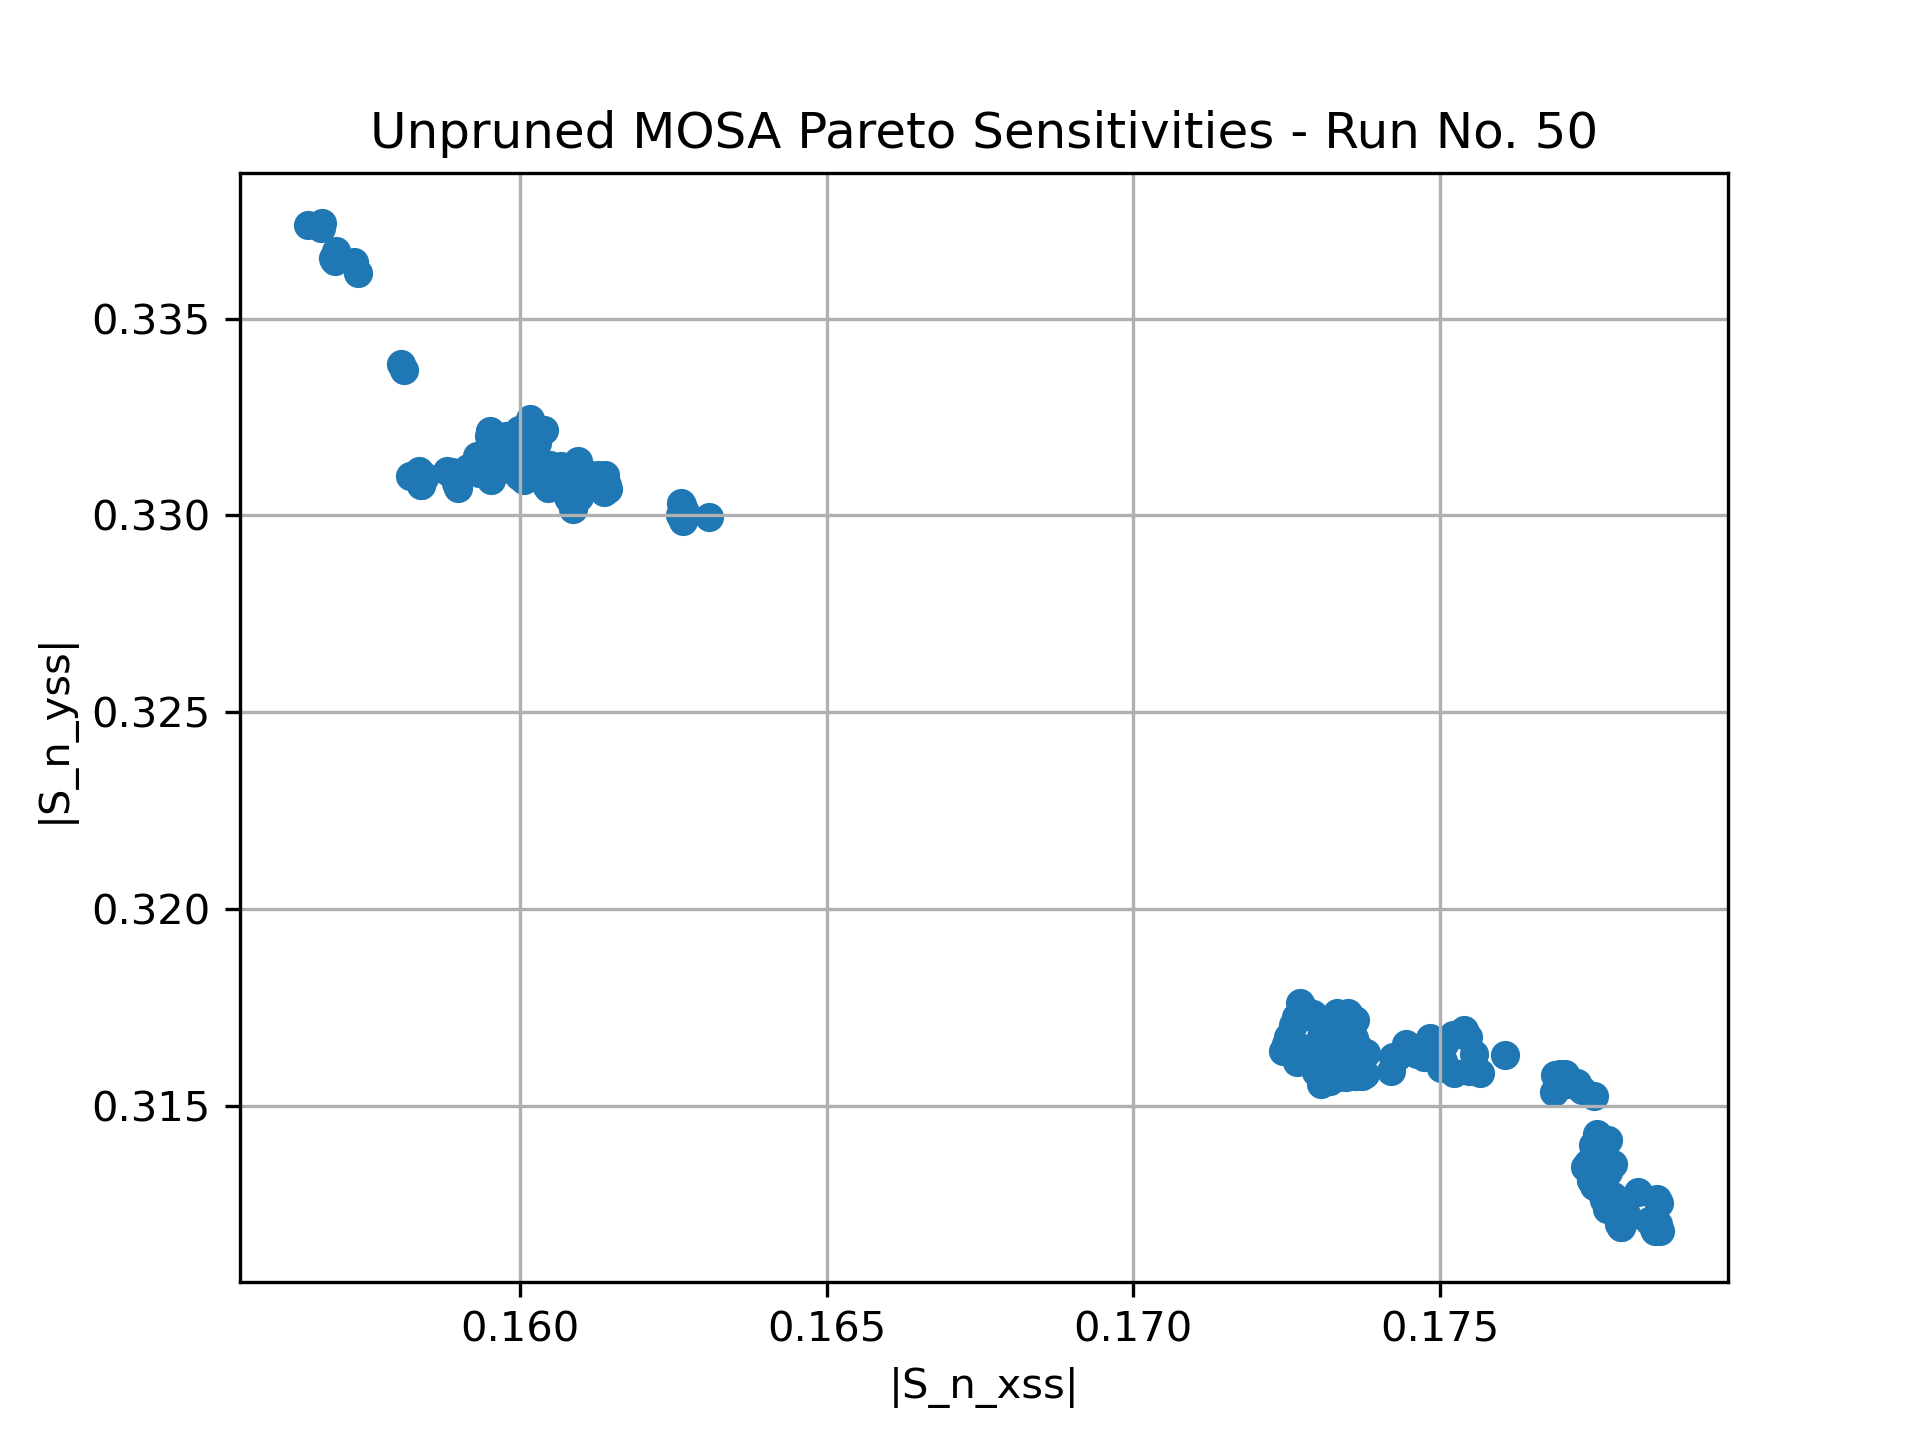 Unpruned MOSA Pareto Sensitivities - Run No. 50
|S_n_yss|
0.335
0.330
0.325
0.320
0.315
0.160 0.165 0.170 0.175
|S_n_xss|